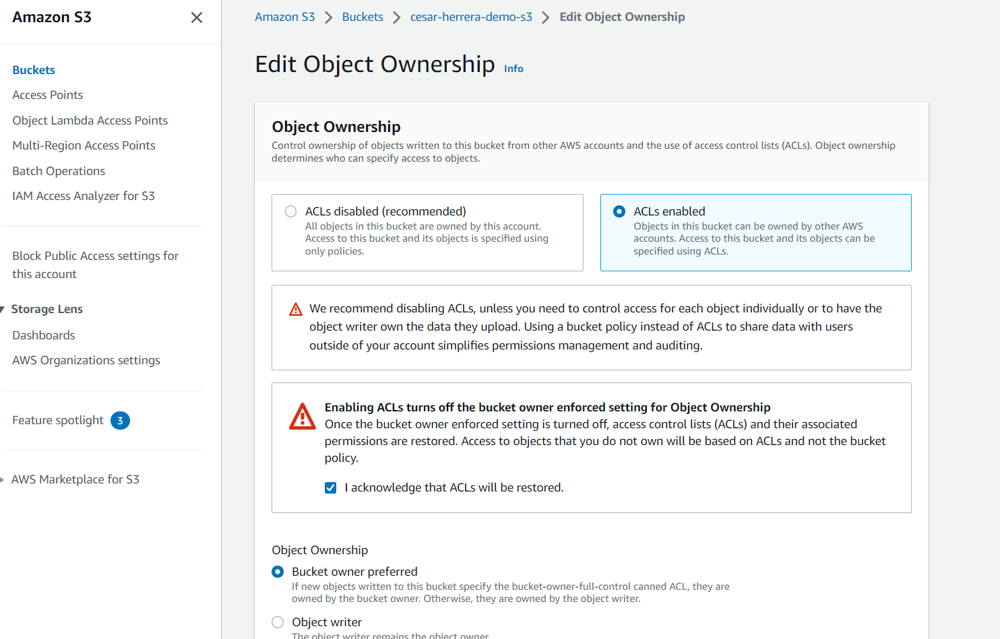 Amazon S3
Buckets
Access Points
Object Lambda Access Points
Multi-Region Access Points
Batch Operations
IAM Access Analyzer for S3
Block Public Access settings for
this account
Storage Lens
Dashboards
AWS Organizations settings
Feature spotlight 3
AWS Marketplace for S3
Amazon S3 > Buckets > cesar-herrera-demo-s3 > Edit Object Ownership
Edit Object Ownership Info
Object Ownership
Control ownership of objects written to this bucket from other AWS accounts and the use of access control lists (ACLs). Object ownership
determines who can specify access to objects.
ACLs disabled (recommended)
All objects in this bucket are owned by this account.
Access to this bucket and its objects is specified using
only policies.
ACLs enabled
Objects in this bucket can be owned by other AWS
accounts. Access to this bucket and its objects can be
specified using ACLs.
We recommend disabling ACLs, unless you need to control access for each object individually or to have the
object writer own the data they upload. Using a bucket policy instead of ACLs to share data with users
outside of your account simplifies permissions management and auditing.
Enabling ACLs turns off the bucket owner enforced setting for Object Ownership
Once the bucket owner enforced setting is turned off, access control lists (ACLs) and their associated
permissions are restored. Access to objects that you do not own will be based on ACLs and not the bucket
policy.
I acknowledge that ACLs will be restored.
Object Ownership
Bucket owner preferred
If new objects written to this bucket specify the bucket-owner-full-control canned ACL, they are
owned by the bucket owner. Otherwise, they are owned by the object writer.
Object writer
The object writer remains the object owner.